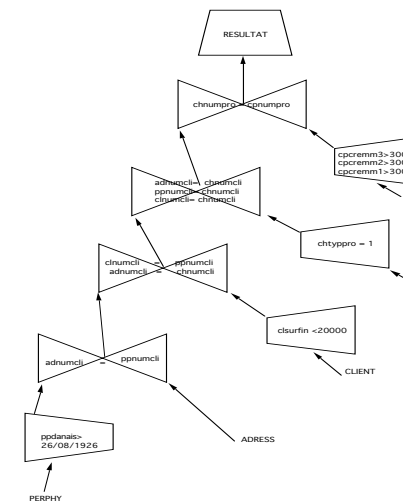 RESULTAT
chnumpro = cpnumpro
cpcremm3>300
cpcremm2>300
cpcremm1>300
adnumcli= chnumcli
ppnumcli= chnumcli
clnumcli= chnumcli
chtyppro = 1
clnumcli = ppnumcli
adnumcli = chnumcli
clsurfin <20000
CLIENT
adnumcli = ppnumcli
ppdanais>
26/08/1926
ADRESS
PERPHY